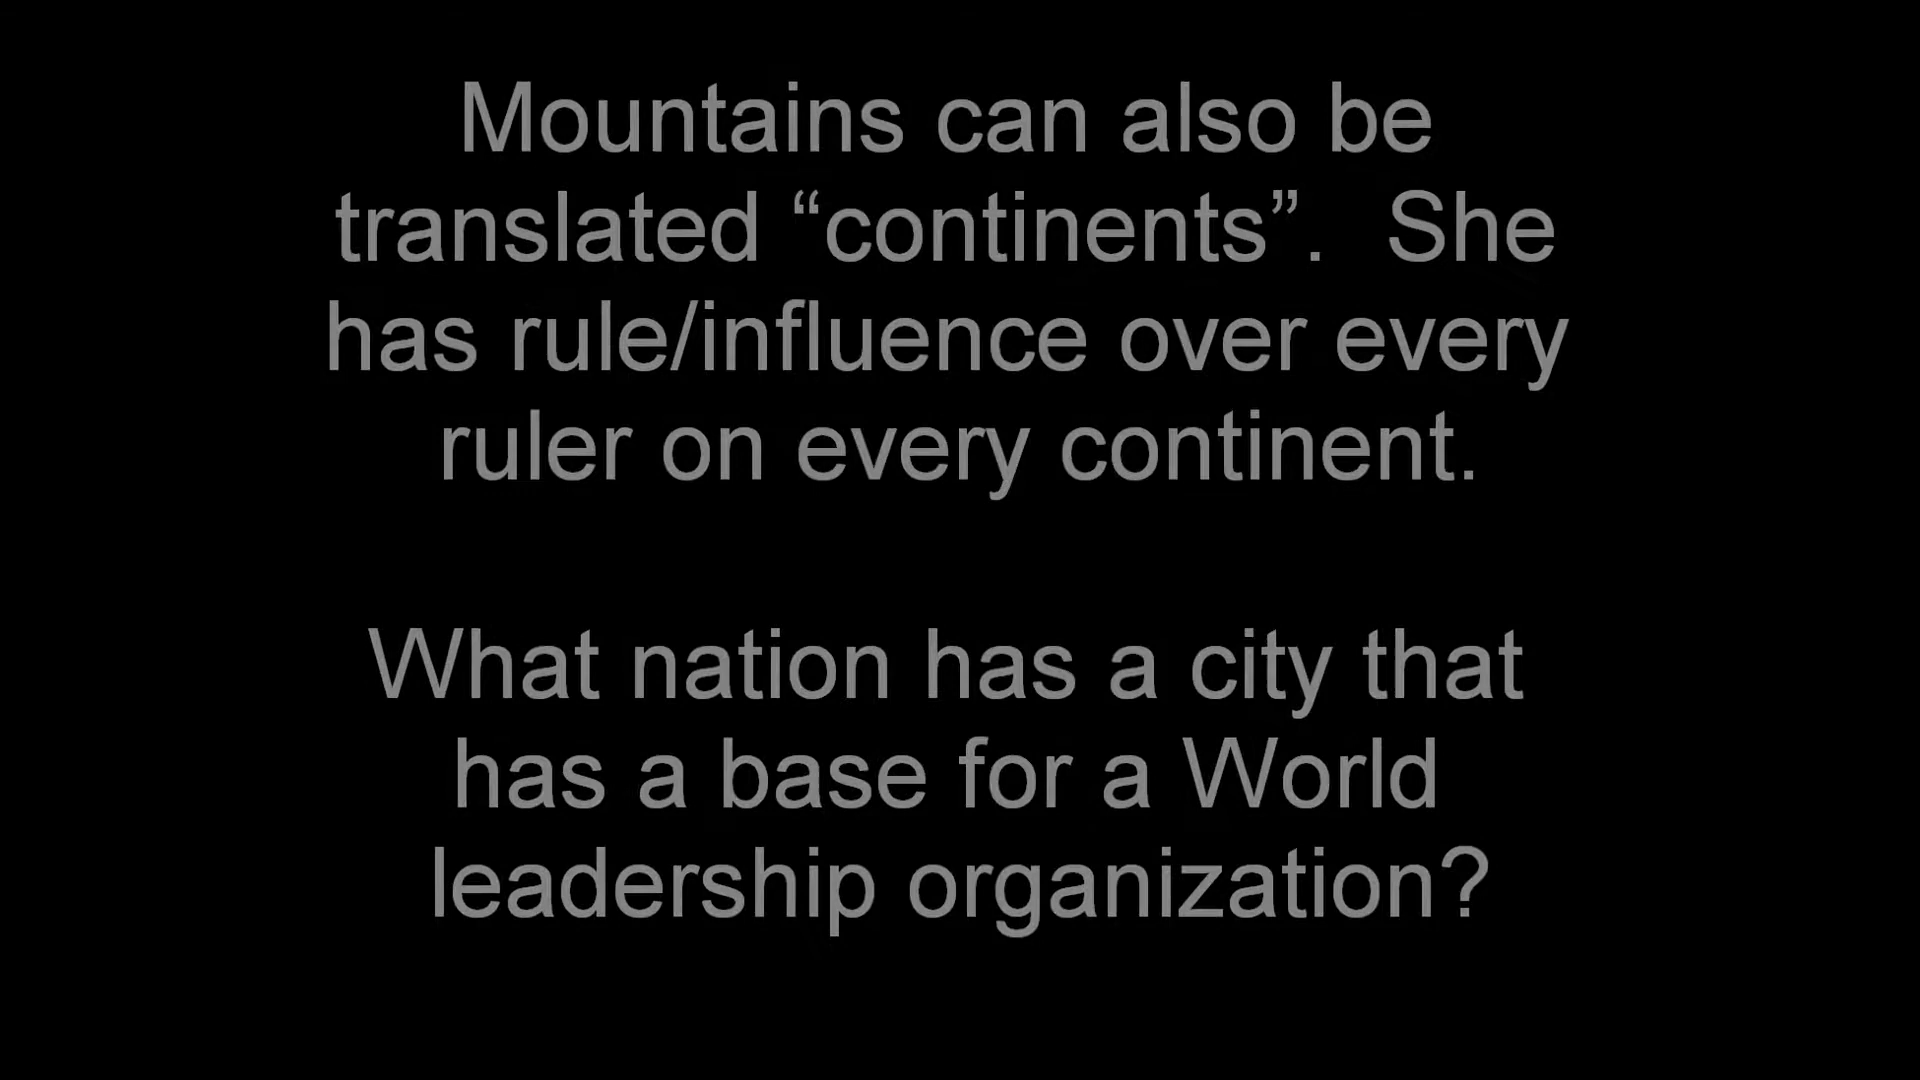 Mountains can also be
translated “continents”.  She
has rule/influence over every
ruler on every continent.
What nation has a city that
has a base for a World
leadership organization?